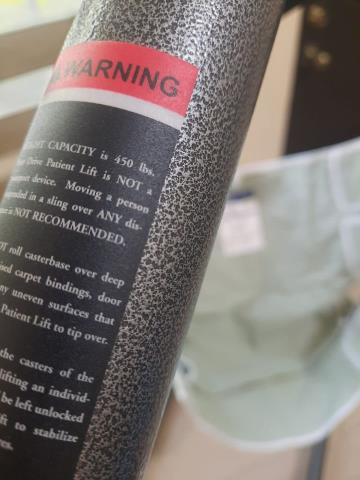 WARNING
CAPACITY is 450 lbs.
Drive Patient Lift is NOT a
device. Moving a person
in a sling over ANY dis-
is NOT RECOMMENDED.
roll casterbase over deep
carpet bindings, door
uneven surfaces that
Patient Lift to tip over.
the casters of the
lifting an individ-
be left unlocked
to stabilize